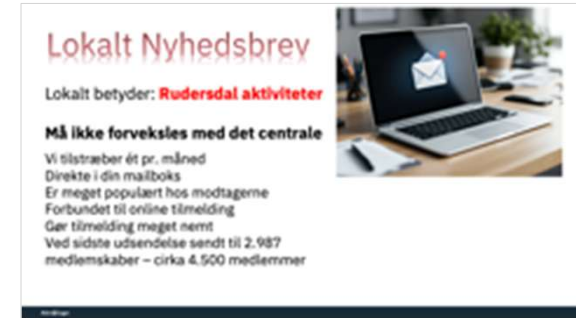 Lokalt Nyhedsbrev
Lokalt betyder: Rudersdal aktiviteter
Må ikke forveksles med det centrale
Vi tilstræber ét pr. måned
Direkte i din mailboks
Er meget populært hos modtagerne
Forbundet til online tilmelding
Gør tilmelding meget nemt
Ved sidste udsendelse sendt til 2.987
medlemskaber – cirka 4.500 medlemmer